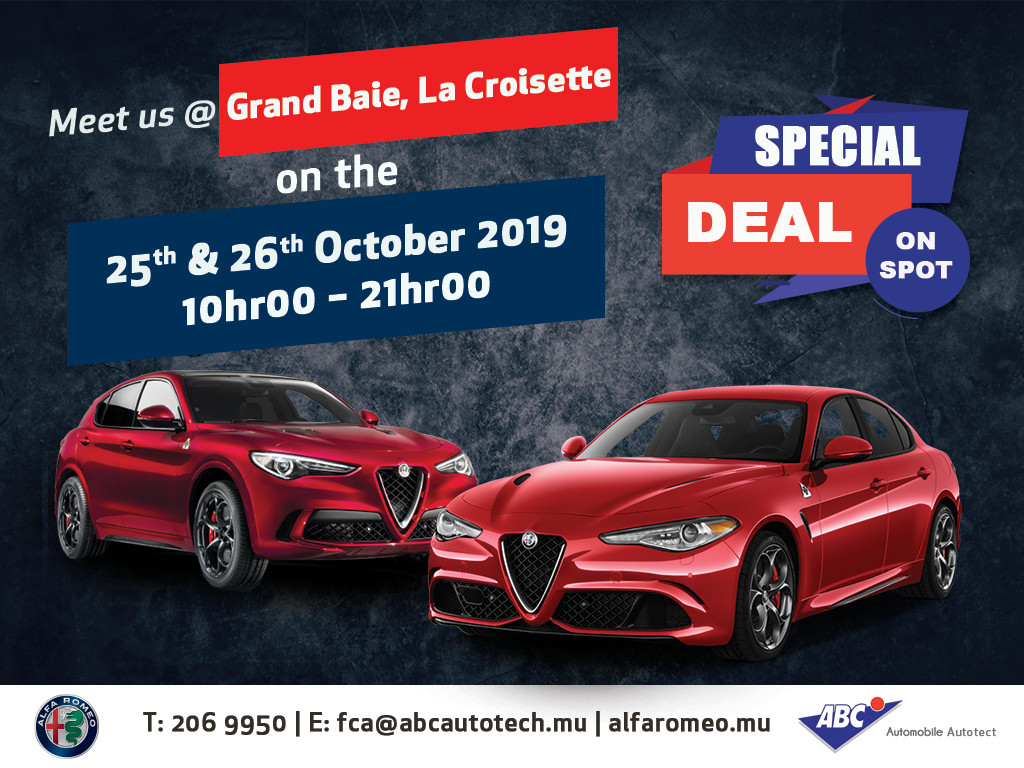 Meet us @ Grand Baie, La Croisette
on the
25th & 26th October 2019
10hr00 – 21hr00
SPECIAL
DEAL
ON
SPOT
ALFA ROMEO
T: 206 9950 | E: fca@abcautotech.mu | alfaromeo.mu
ABC
Automobile Autotect